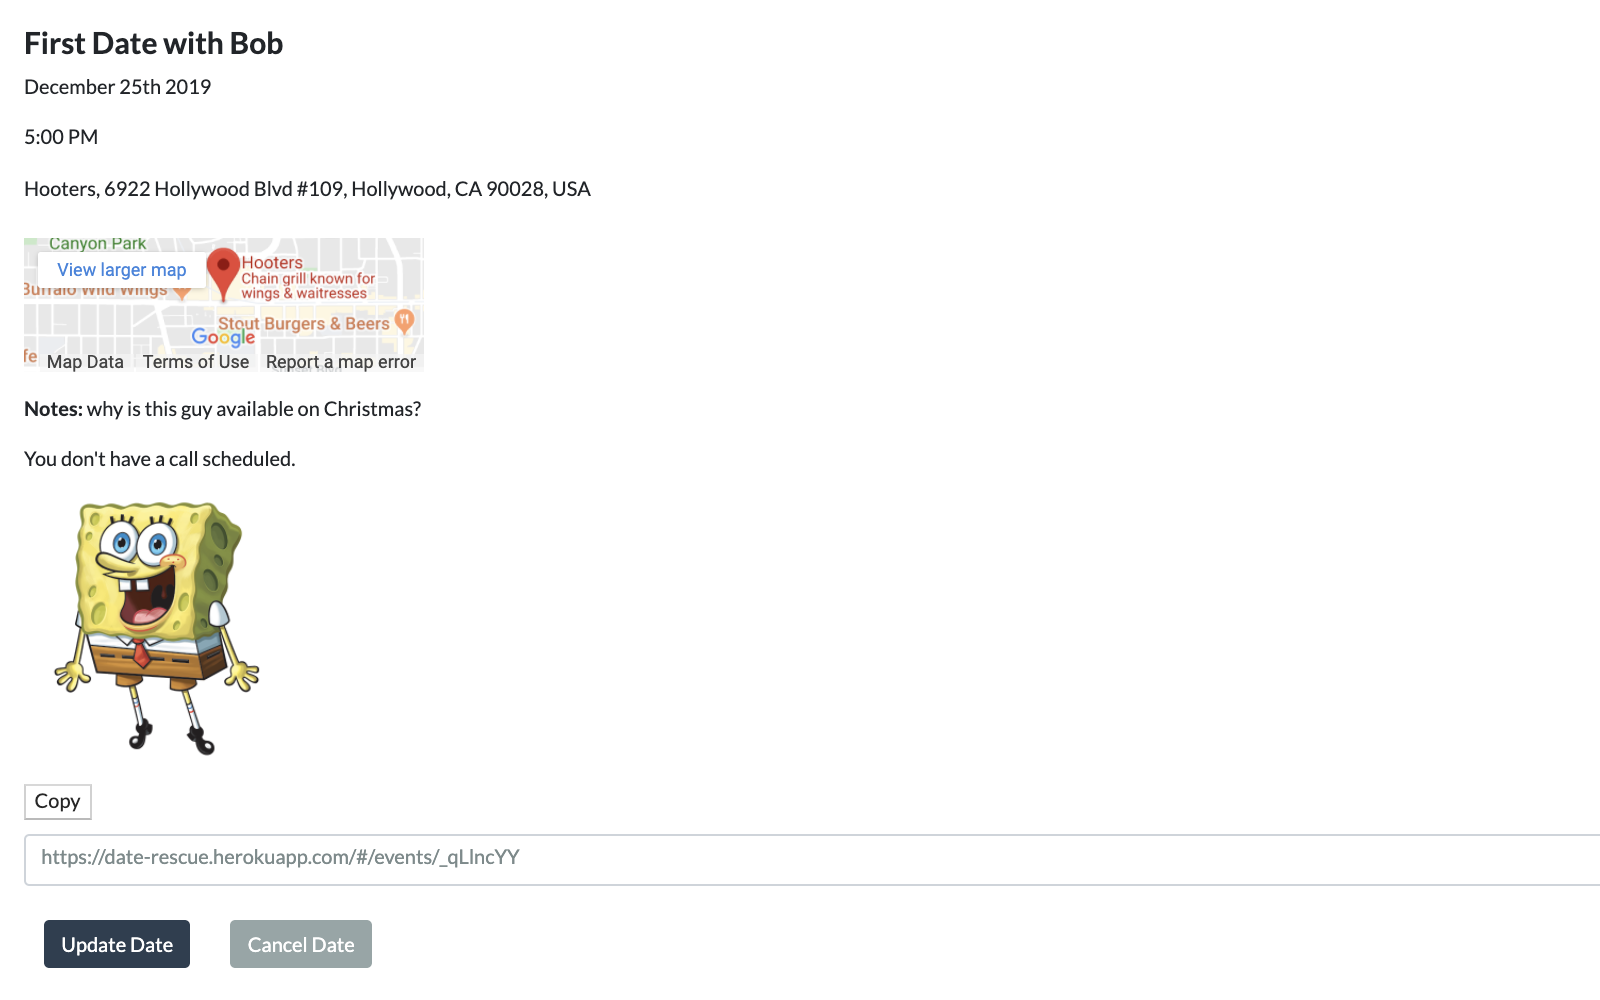 First Date with Bob
December 25th 2019
5:00 PM
Hooters, 6922 Hollywood Blvd #109, Hollywood, CA 90028, USA
Canyon Park
View larger map
Hooters
Chain grill known for
wings & waitresses
Buffalo Wild Wings
Stout Burgers & Beers
Google
fe
Map Data Terms of Use Report a map error
Notes: why is this guy available on Christmas?
You don't have a call scheduled.
Copy
https://date-rescue.herokuapp.com/#/events/_qLlncYY
Update Date Cancel Date